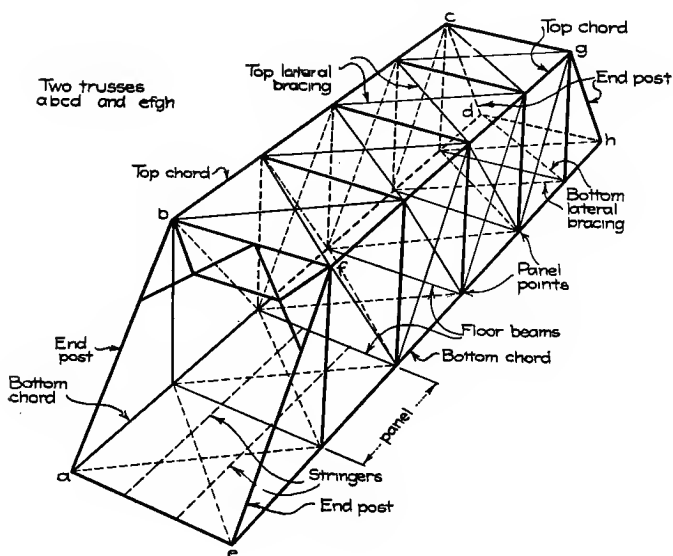 c
Top chord
g
Two trusses
abcd and efgh
Top lateral
bracing
End post
d
h
Top chord
Bottom
lateral
bracing
b
f
Panel
points
End
post
Floor beams
Bottom chord
Bottom
chord
panel
a
Stringers
End post
e